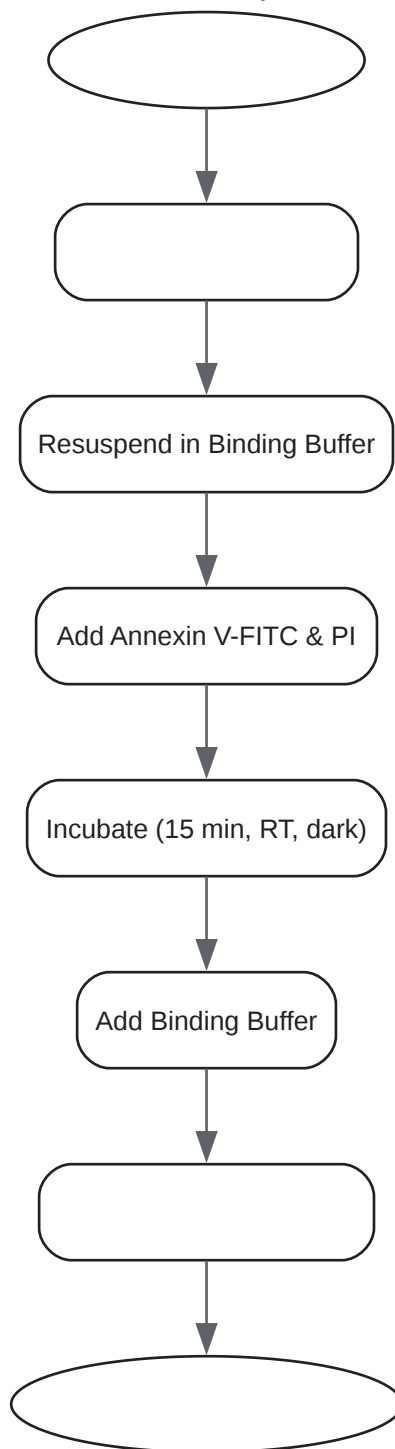 Resuspend in Binding Buffer
Add Annexin V-FITC & PI
Incubate (15 min, RT, dark)
Add Binding Buffer